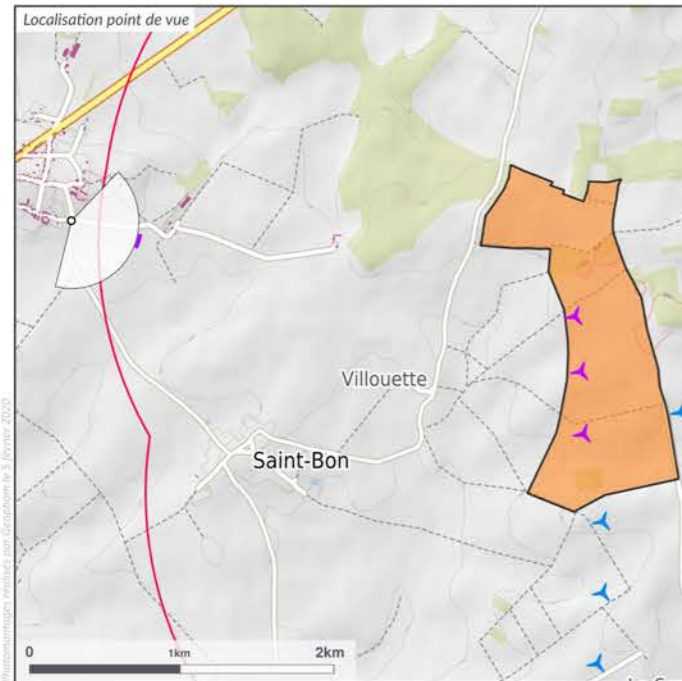 Localisation point de vue
Villouette
Saint-Bon
Photomontages réalisés par Geophom le 5 février 2020
0
1km
2km